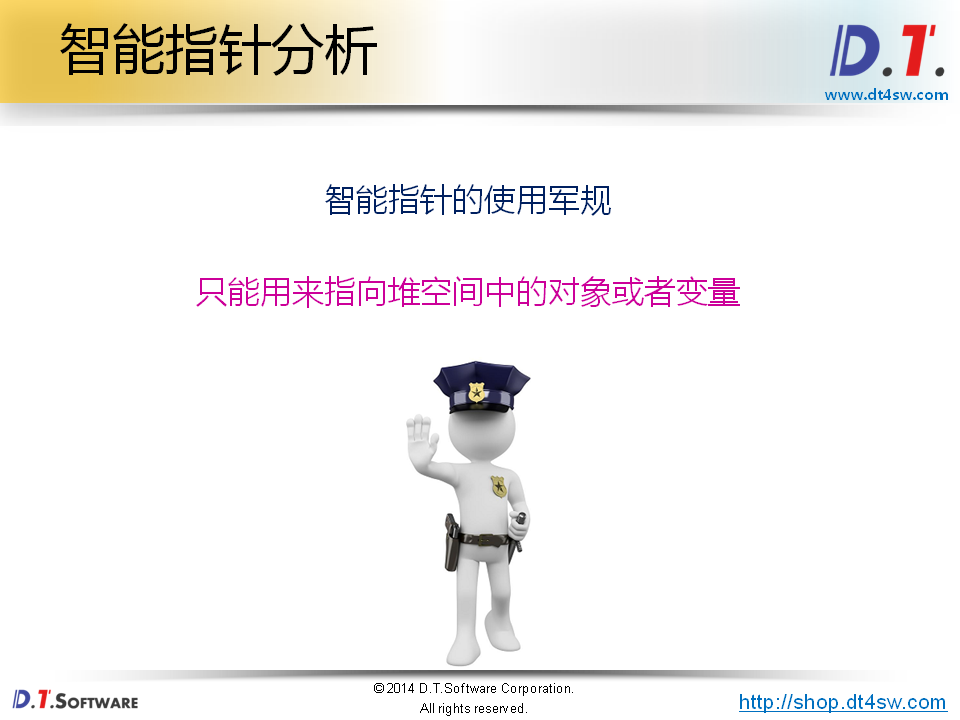 智能指针分析
D.T.
www.dt4sw.com
智能指针的使用军规
只能用来指向堆空间中的对象或者变量
D.T.SOFTWARE
©2014 D.T.Software Corporation.
All rights reserved.
http://shop.dt4sw.com